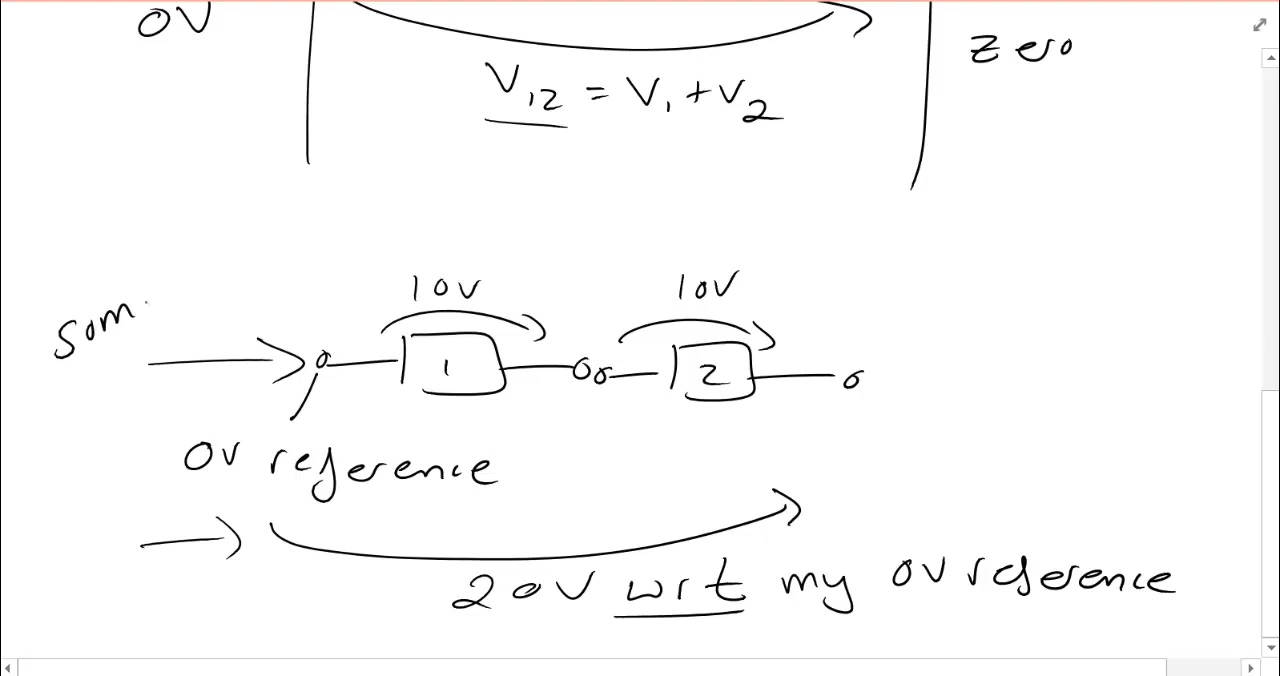 0V
zero
V₁₂ = V₁ + V₂
10V 10V
som
1 2
0V reference
20V wrt my 0V reference